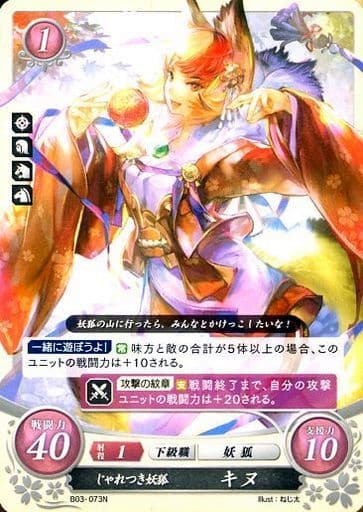 1
妖狐の山に行ったら、みんなとかけっこしたいな!
一緒に遊ぼうよ! 常 味方と敵の合計が5体以上の場合、この
ユニットの戦闘力は+10される。
攻撃の紋章 支 戦闘終了まで、自分の攻撃
ユニットの戦闘力は+20される。
戦闘力 40
射程 1
下級職
妖狐
支援力 10
じゃれつき妖狐
キヌ
B03-073N
Illust:ねじ太